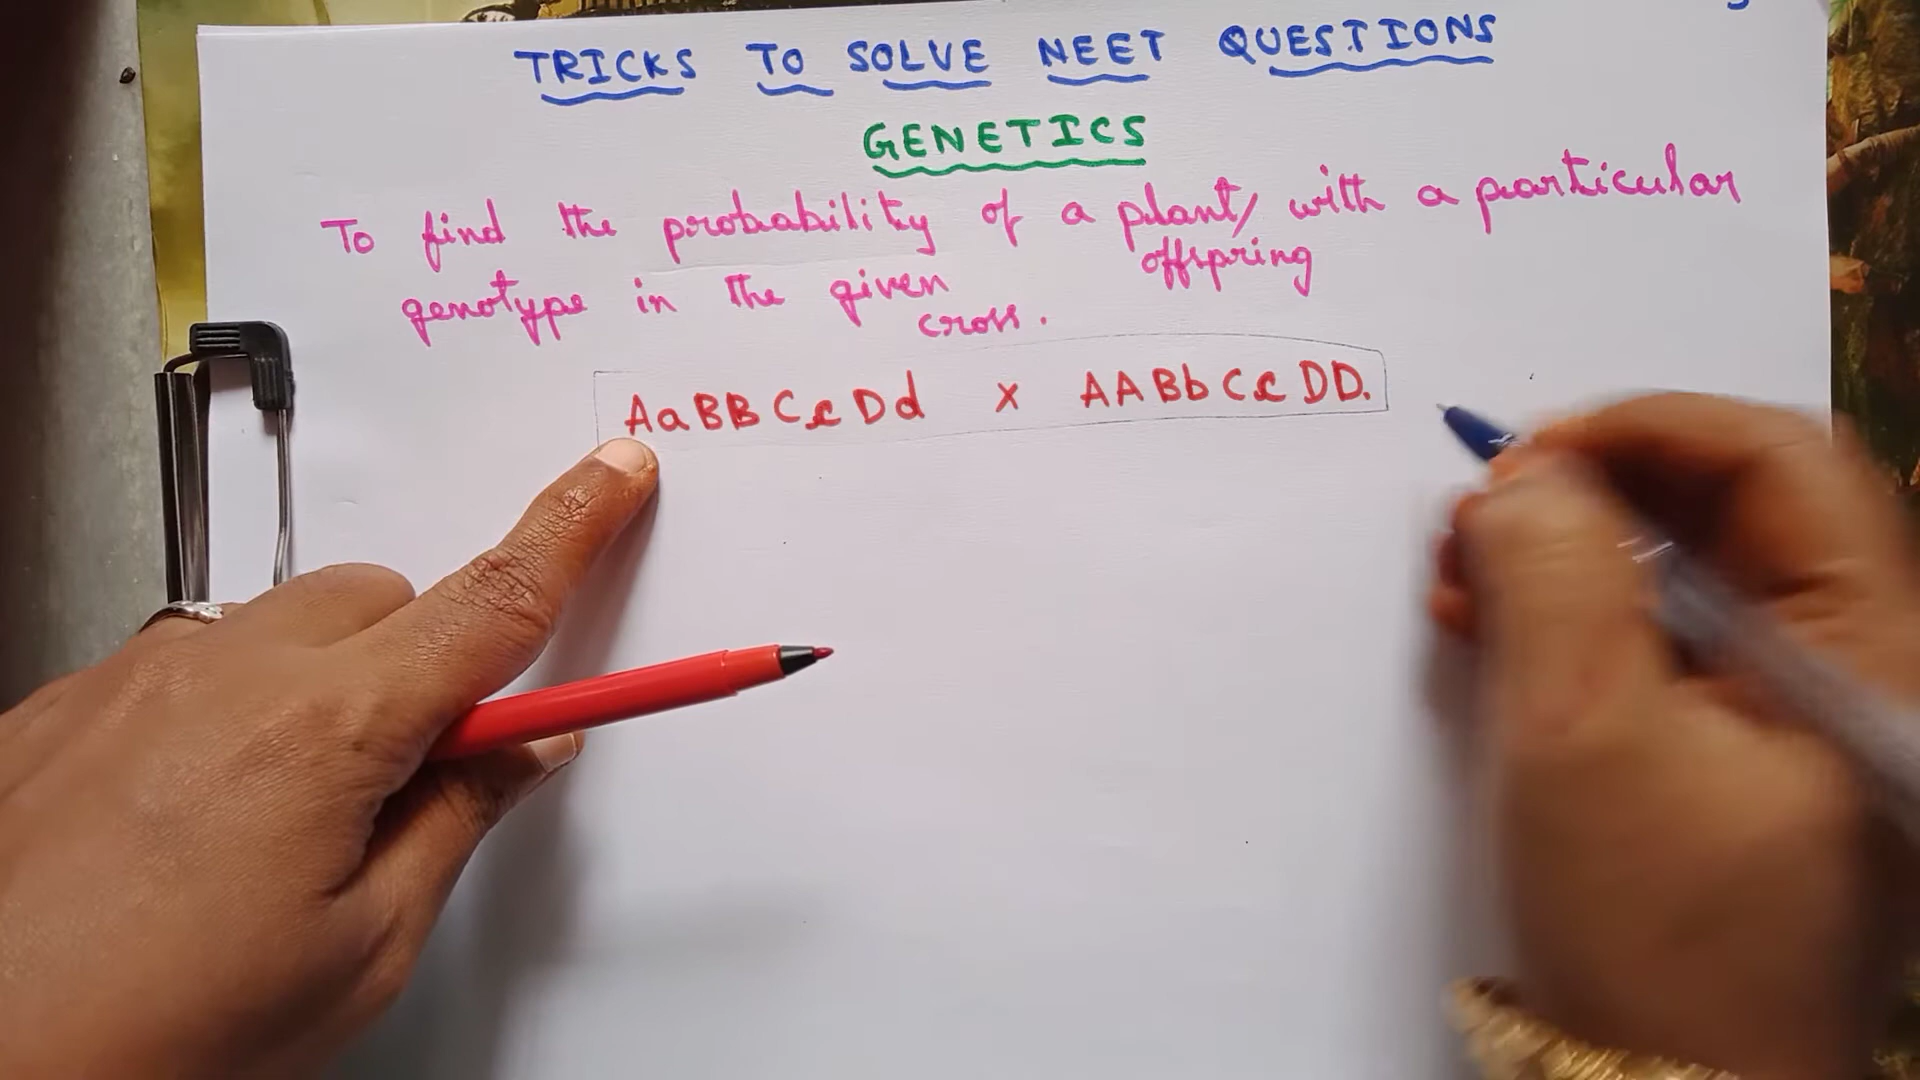 TRICKS TO SOLVE NEET QUESTIONS
GENETICS
To find the probability of a plant/ with a particular
offspring
genotype in the given
cross.
AaBBCcDd x AABbCcDD.